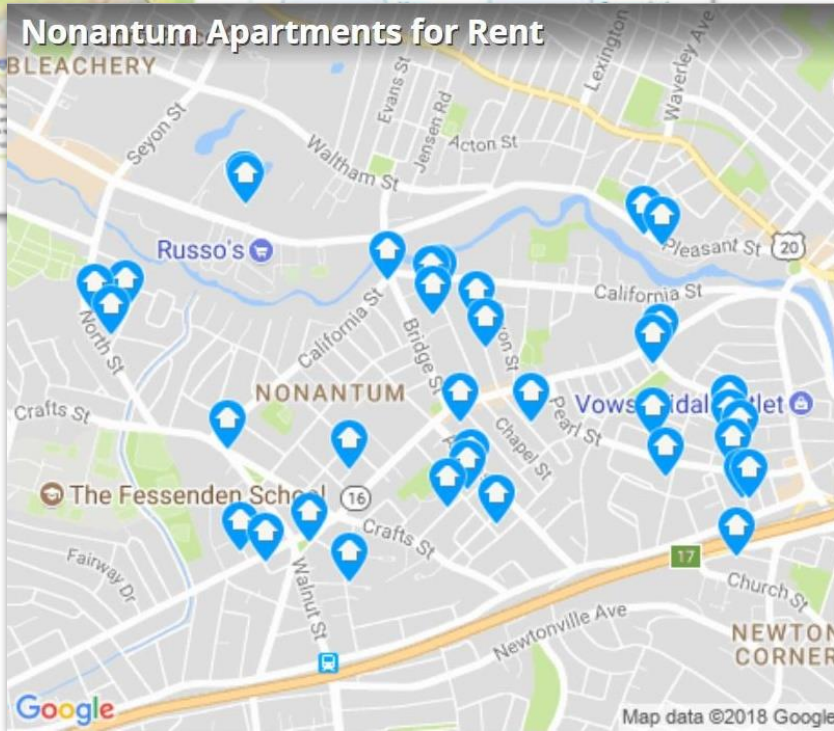 Nonantum Apartments for Rent
BLEACHERY
Evans St
Lexington
Waverley Ave
Seyon St
Jensen Rd
Acton St
Waltham St
Russo's
Pleasant St
20
California St
California St
North St
Bridge St
NONANTUM
Crafts St
Pearl St
Chapel St
The Fessenden School
16
Crafts St
Fairway Dr
Walnut St
17
Church St
Newtonville Ave
NEWTON
CORNER
Google
Map data ©2018 Google